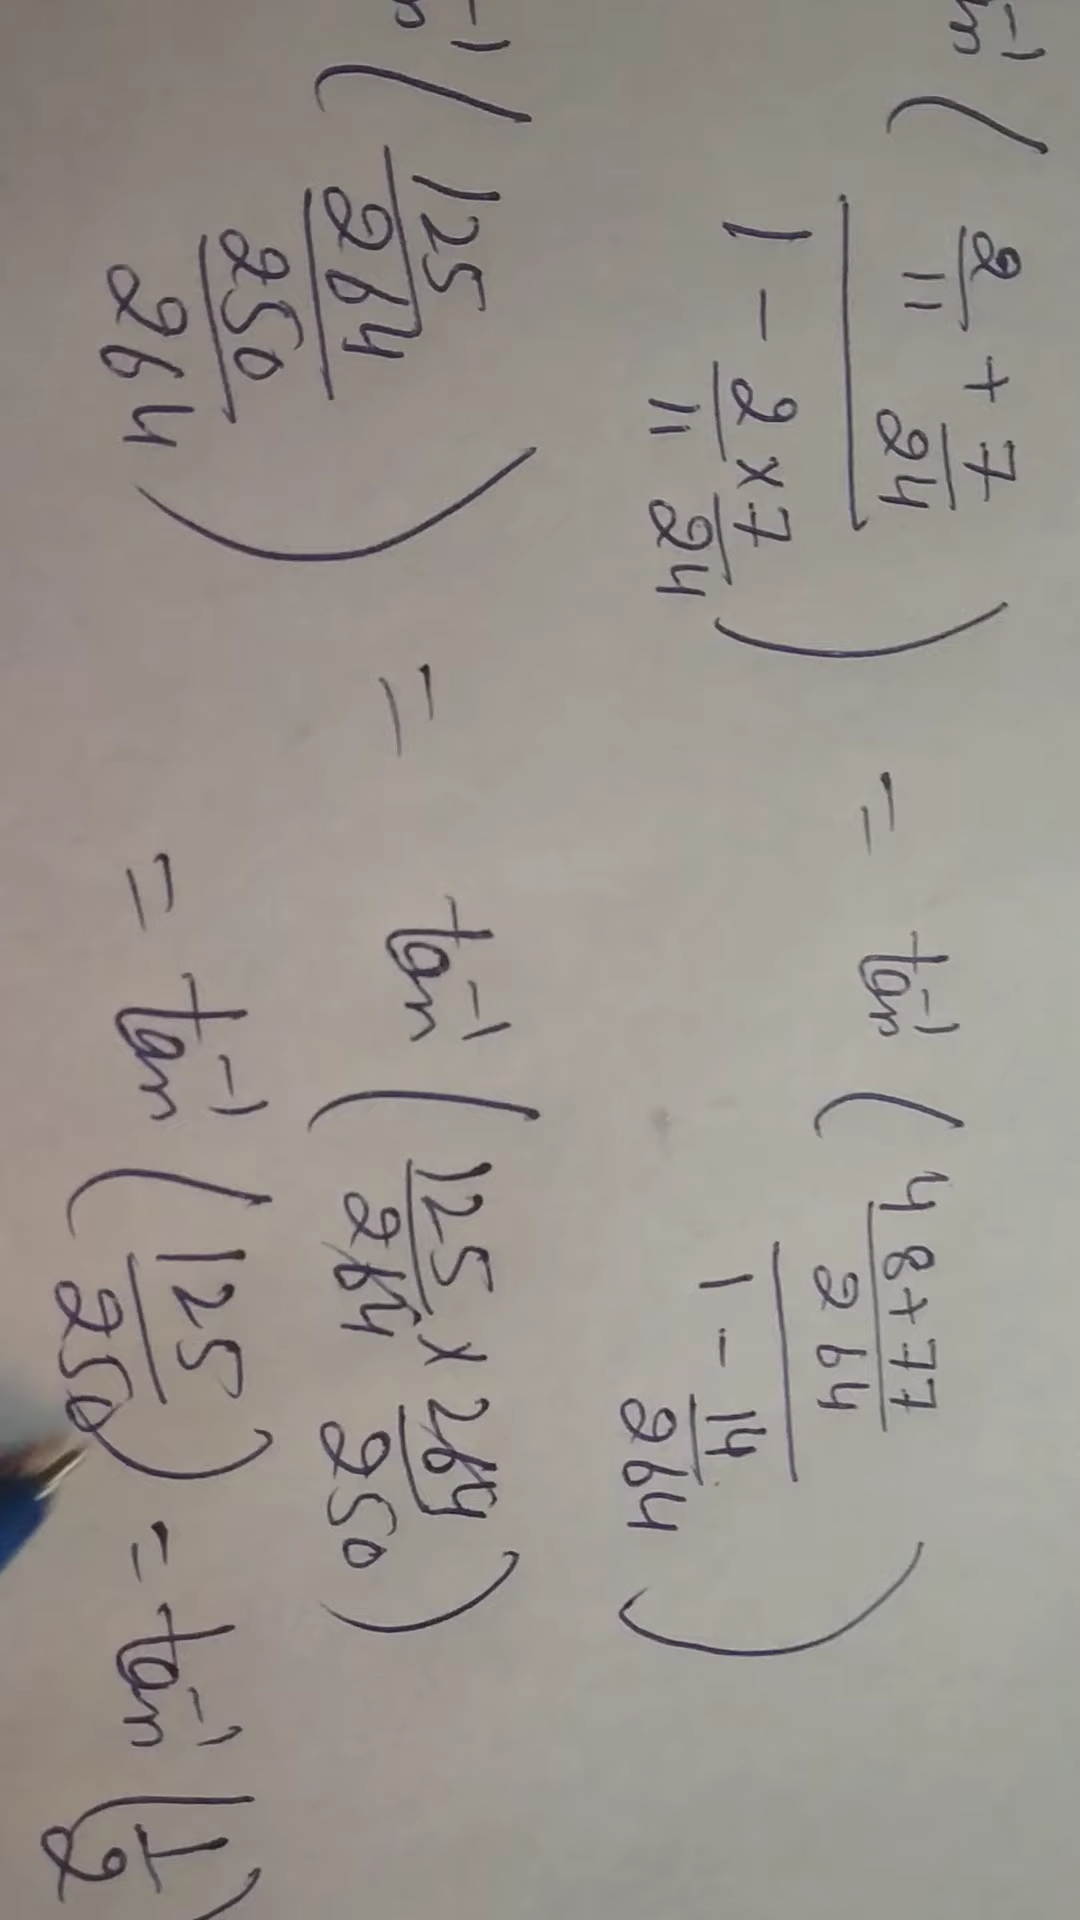 tan⁻¹ ( (2/11 + 7/24) / (1 - 2/11 × 7/24) ) = tan⁻¹ ( ((48+77)/264) / (1 - 14/264) )
n⁻¹ ( (125/264) / (250/264) ) = tan⁻¹ ( 125/264 × 264/250 )
= tan⁻¹ ( 125/250 ) = tan⁻¹ ( 1/2 )